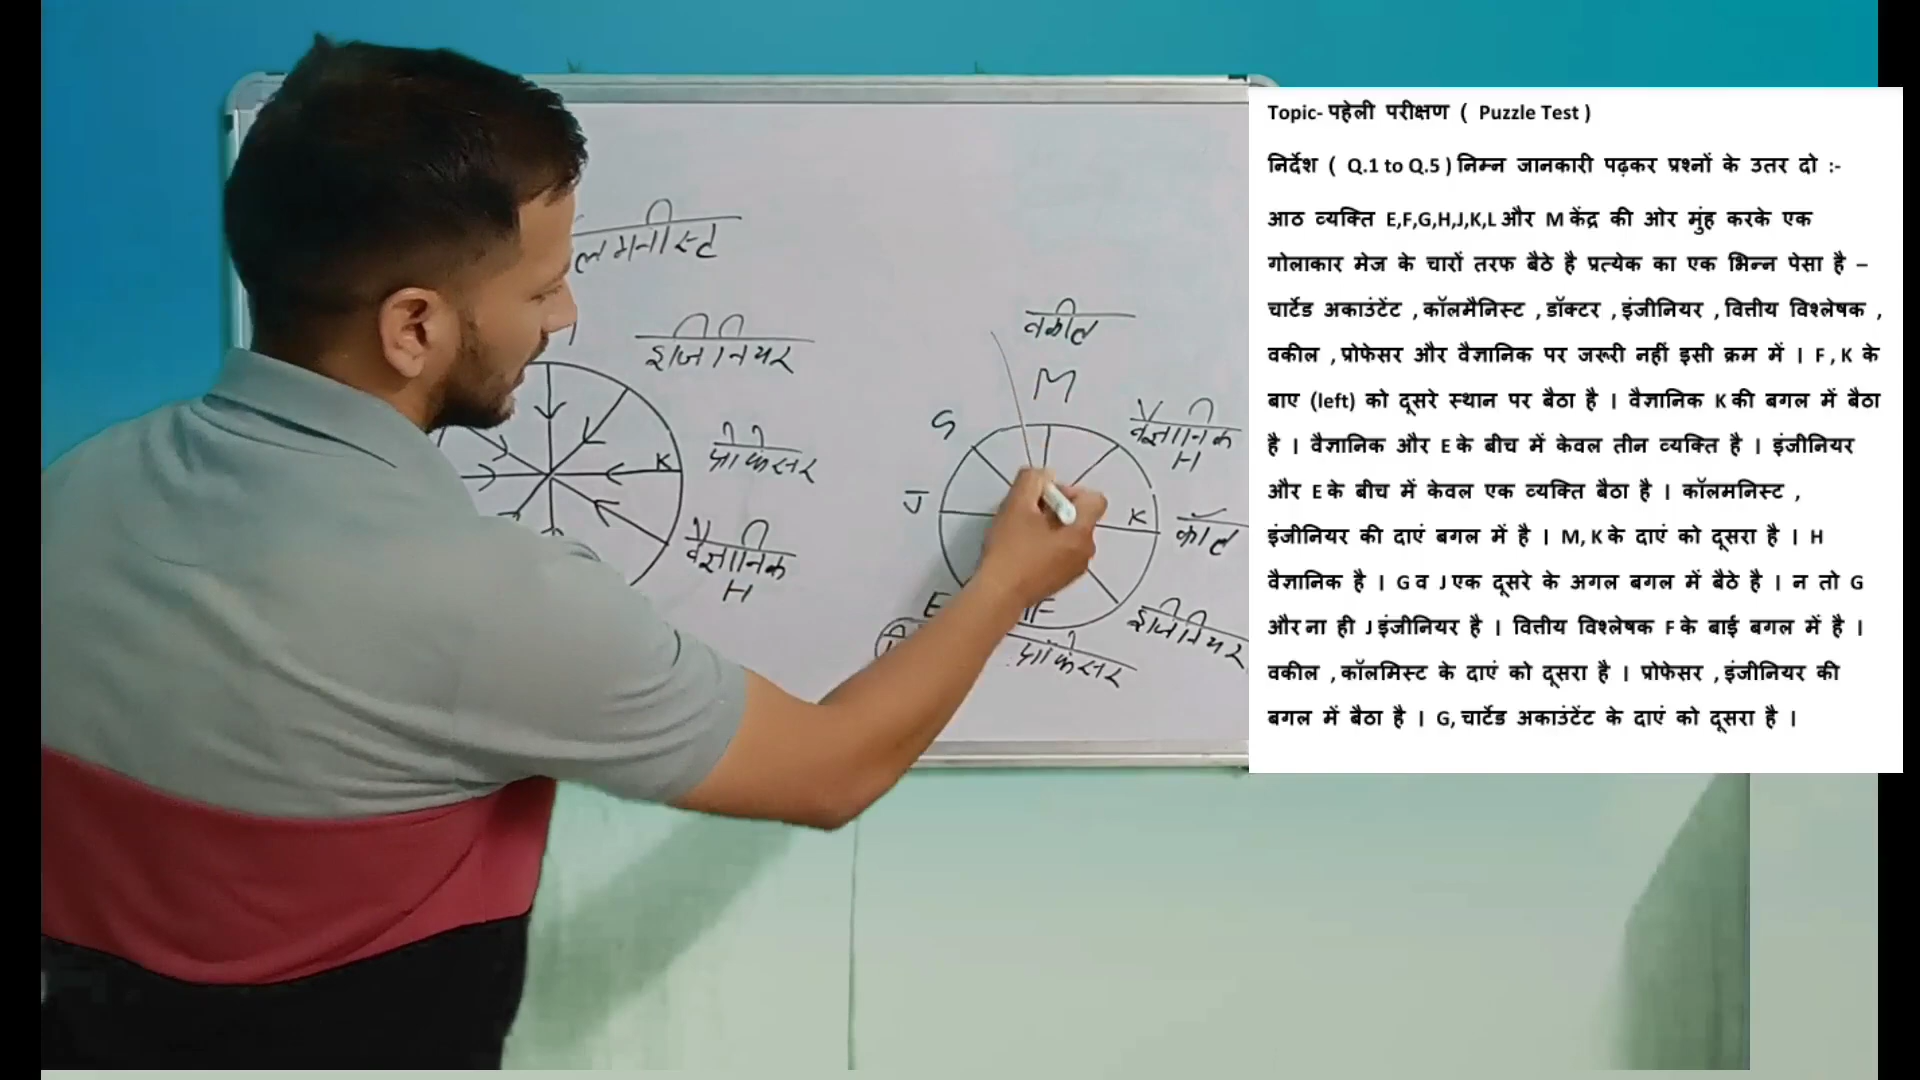 Topic- पहेली परीक्षण ( Puzzle Test )
निर्देश ( Q.1 to Q.5 ) निम्न जानकारी पढ़कर प्रश्नों के उतर दो :-
आठ व्यक्ति E,F,G,H,J,K,L और M केंद्र की ओर मुंह करके एक
गोलाकार मेज के चारों तरफ बैठे है प्रत्येक का एक भिन्न पेसा है –
चार्टेड अकाउंटेंट , कॉलमैनिस्ट , डॉक्टर , इंजीनियर , वित्तीय विश्लेषक ,
वकील , प्रोफेसर और वैज्ञानिक पर जरूरी नहीं इसी क्रम में । F , K के
बाए (left) को दूसरे स्थान पर बैठा है । वैज्ञानिक K की बगल में बैठा
है । वैज्ञानिक और E के बीच में केवल तीन व्यक्ति है । इंजीनियर
और E के बीच में केवल एक व्यक्ति बैठा है । कॉलमनिस्ट ,
इंजीनियर की दाएं बगल में है । M, K के दाएं को दूसरा है । H
वैज्ञानिक है । G व J एक दूसरे के अगल बगल में बैठे है । न तो G
और ना ही J इंजीनियर है । वित्तीय विश्लेषक F के बाई बगल में है ।
वकील , कॉलमिस्ट के दाएं को दूसरा है । प्रोफेसर , इंजीनियर की
बगल में बैठा है । G, चार्टेड अकाउंटेंट के दाएं को दूसरा है ।
लमनीस्ट
इंजिनियर
प्रोफेसर
K
वैज्ञानिक
H
वकील
M
G
वैज्ञानिक
H
J
K
कॉल
E
F
इंजिनियर
प्रोफेसर